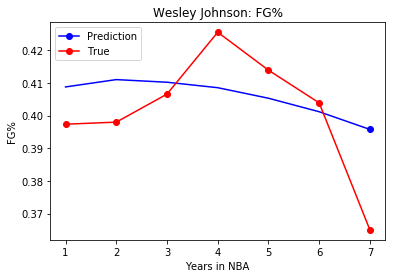 Wesley Johnson: FG%
Prediction
True
0.42
0.41
0.40
0.39
0.38
0.37
FG%
1 2 3 4 5 6 7
Years in NBA